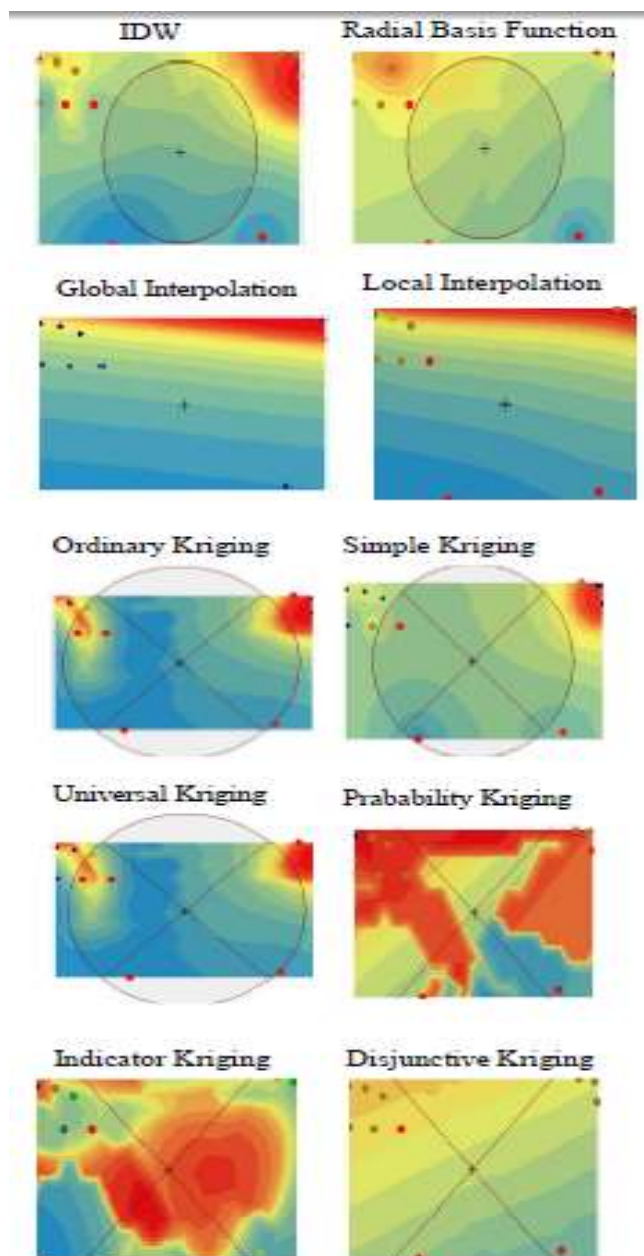 IDW
Radial Basis Function
Global Interpolation
Local Interpolation
Ordinary Kriging
Simple Kriging
Universal Kriging
Prabability Kriging
Indicator Kriging
Disjunctive Kriging